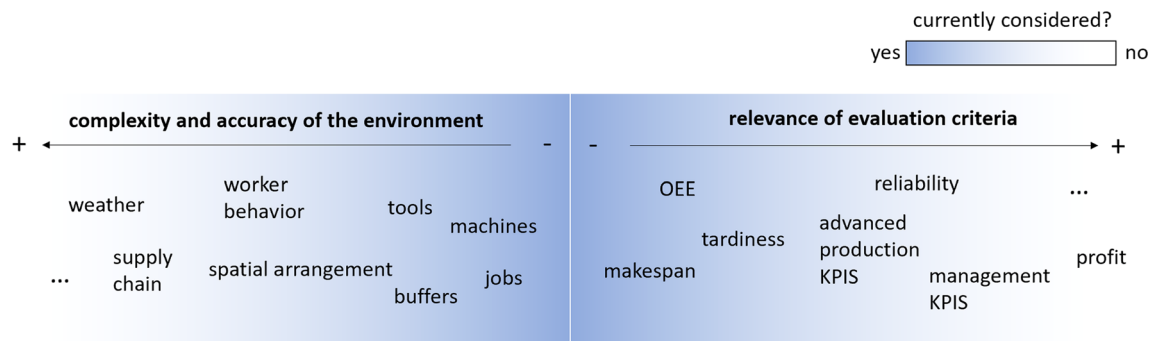 currently considered?
yes no
complexity and accuracy of the environment
+ -
weather
worker
behavior
tools
machines
supply
chain
...
spatial arrangement
buffers
jobs
relevance of evaluation criteria
- +
OEE
reliability
...
tardiness
advanced
production
KPIS
makespan
management
KPIS
profit